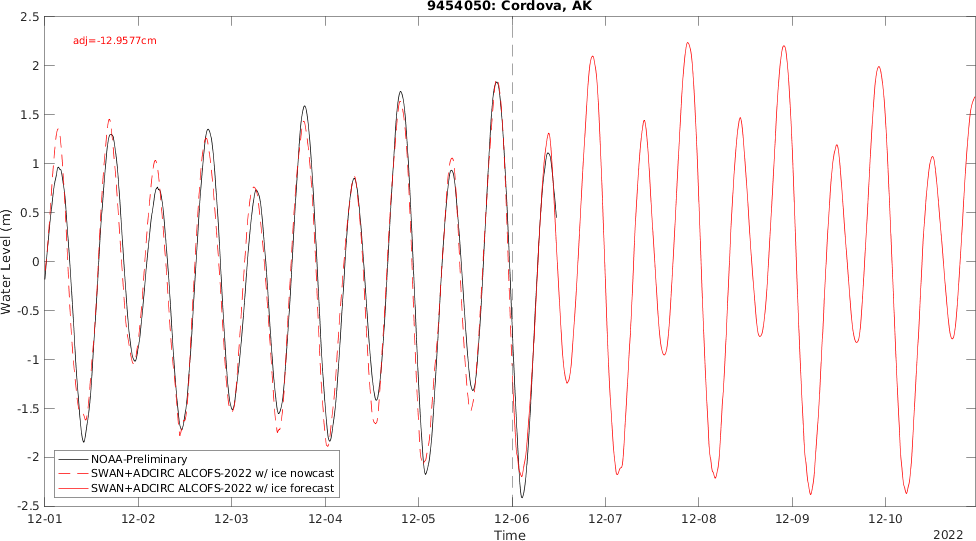 9454050: Cordova, AK
adj=-12.9577cm
Water Level (m)
2.5
2
1.5
1
0.5
0
-0.5
-1
-1.5
-2
-2.5
NOAA-Preliminary
SWAN+ADCIRC ALCOFS-2022 w/ ice nowcast
SWAN+ADCIRC ALCOFS-2022 w/ ice forecast
12-01 12-02 12-03 12-04 12-05 12-06 12-07 12-08 12-09 12-10
Time
2022